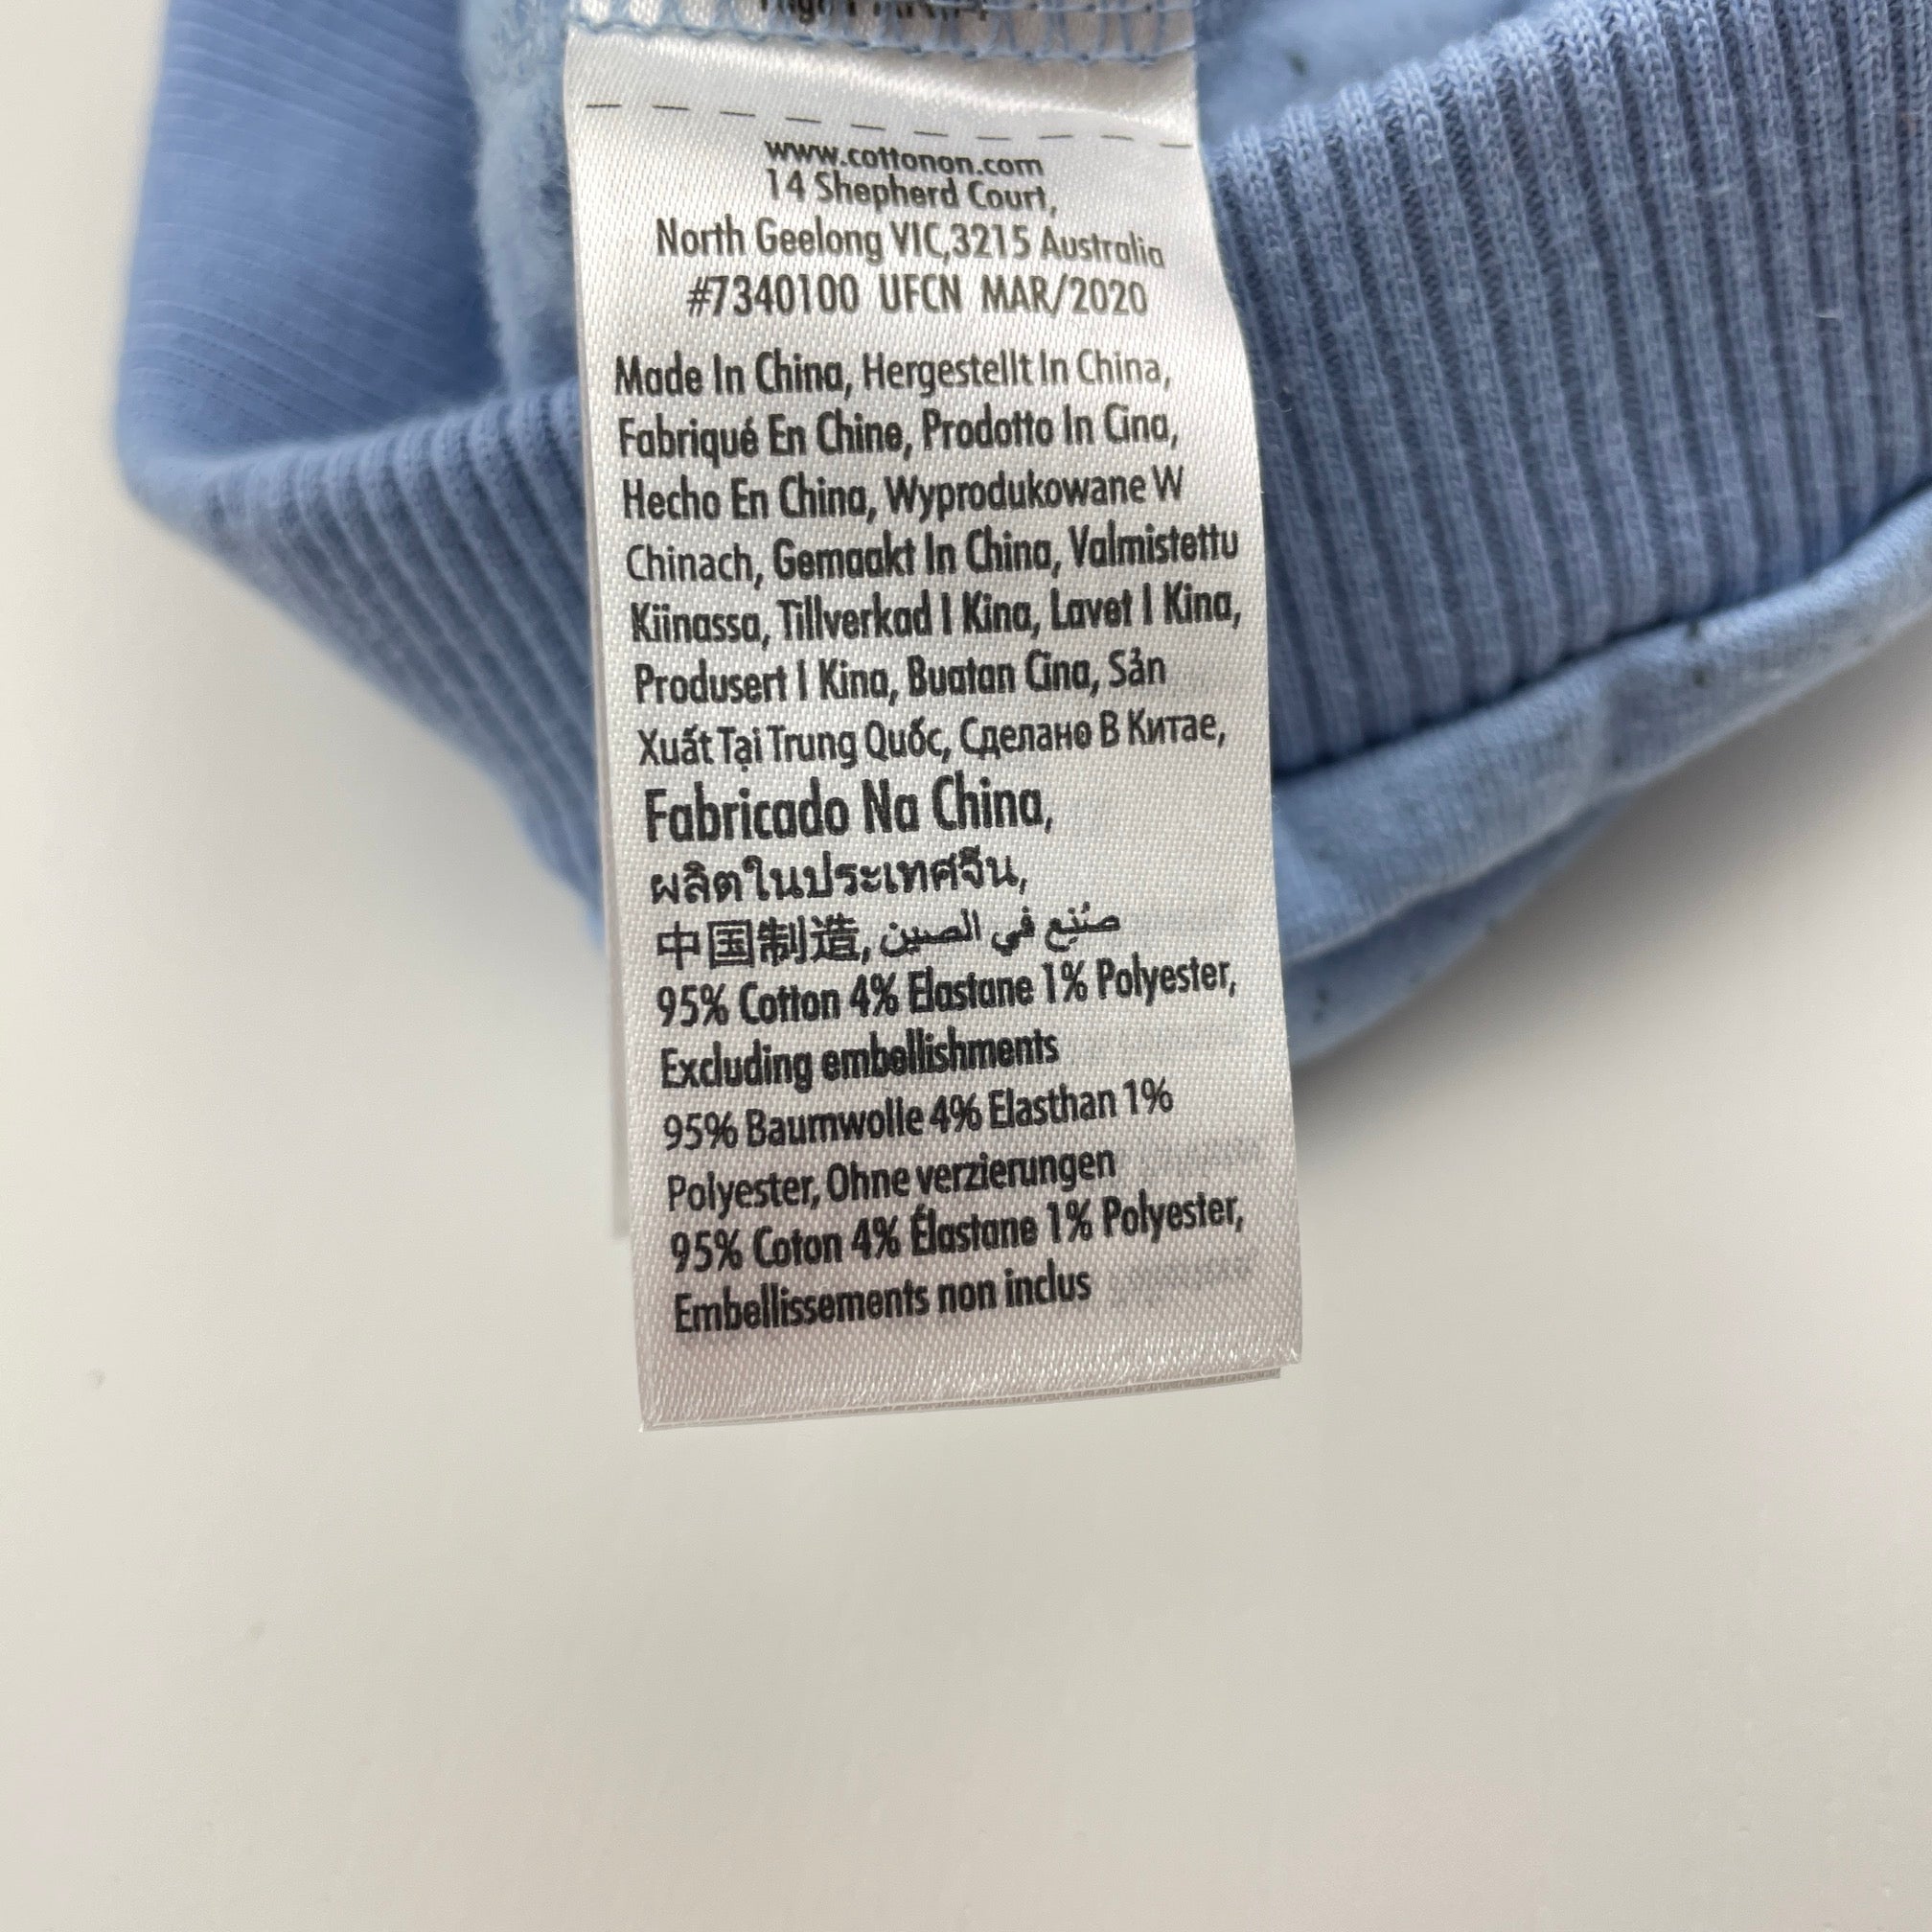 www.cottonon.com
14 Shepherd Court,
North Geelong VIC,3215 Australia
#7340100 UFCN MAR/2020
Made In China, Hergestellt In China,
Fabriqué En Chine, Prodotto In Cina,
Hecho En China, Wyprodukowane W
Chinach, Gemaakt In China, Valmistettu
Kiinassa, Tillverkad I Kina, Lavet I Kina,
Produsert I Kina, Buatan Cina, Sản
Xuất Tại Trung Quốc, Сделано В Китае,
Fabricado Na China,
ผลิตในประเทศจีน,
中国制造, صُنِع في الصين
95% Cotton 4% Elastane 1% Polyester,
Excluding embellishments
95% Baumwolle 4% Elasthan 1%
Polyester, Ohne verzierungen
95% Coton 4% Élastane 1% Polyester,
Embellissements non inclus